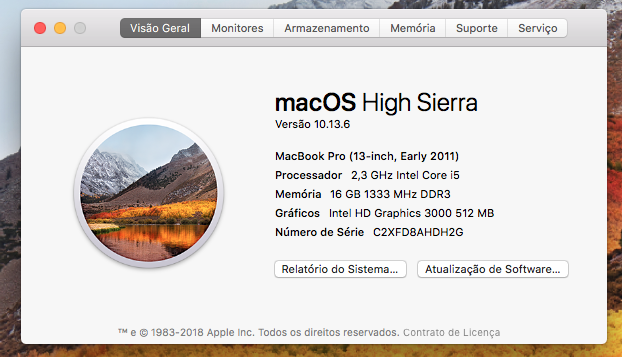 Visão Geral Monitores Armazenamento Memória Suporte Serviço
macOS High Sierra
Versão 10.13.6
MacBook Pro (13-inch, Early 2011)
Processador 2,3 GHz Intel Core i5
Memória 16 GB 1333 MHz DDR3
Gráficos Intel HD Graphics 3000 512 MB
Número de Série C2XFD8AHDH2G
Relatório do Sistema... Atualização de Software...
™ e © 1983-2018 Apple Inc. Todos os direitos reservados. Contrato de Licença